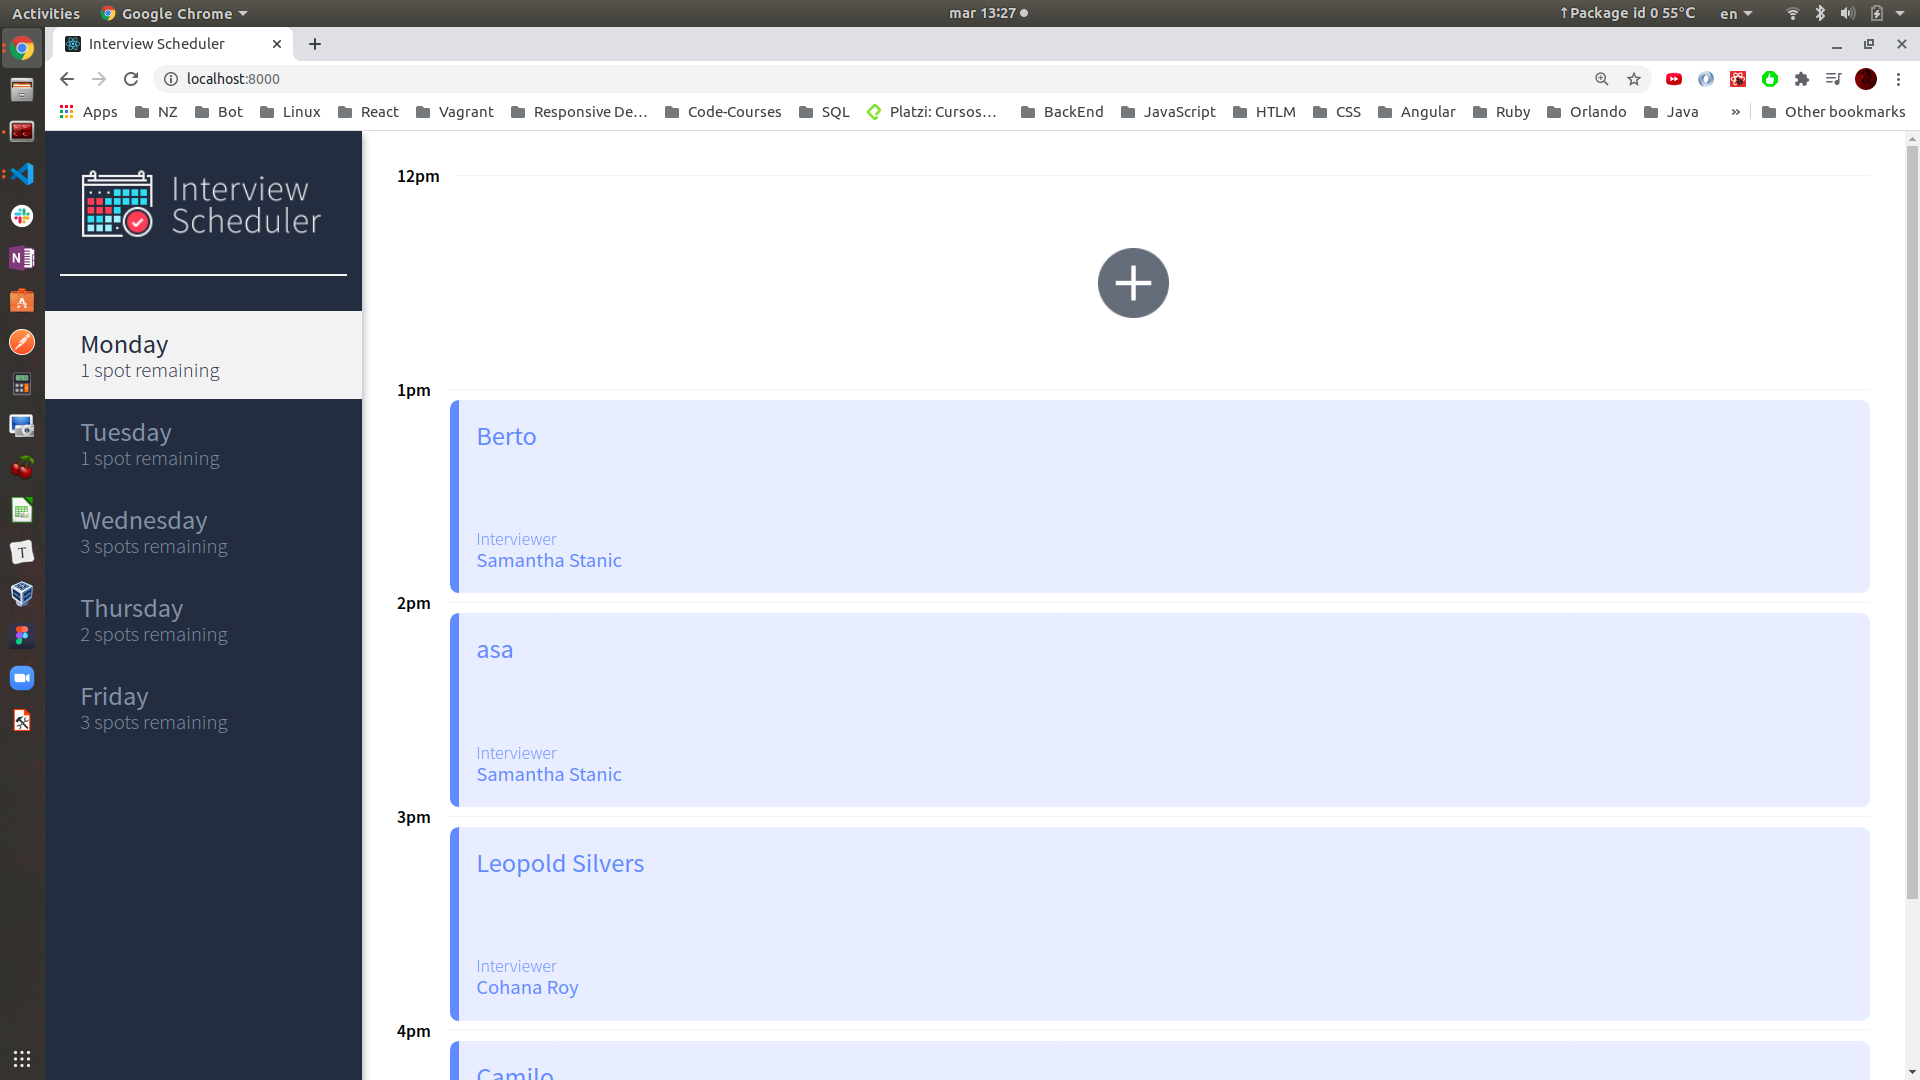 Activities
Google Chrome
mar 13:27
Package id 0 55°C
en
Interview Scheduler
localhost:8000
Apps
NZ
Bot
Linux
React
Vagrant
Responsive De…
Code-Courses
SQL
Platzi: Cursos…
BackEnd
JavaScript
HTLM
CSS
Angular
Ruby
Orlando
Java
»
Other bookmarks
Interview
Scheduler
Monday
1 spot remaining
Tuesday
1 spot remaining
Wednesday
3 spots remaining
Thursday
2 spots remaining
Friday
3 spots remaining
12pm
1pm
Berto
Interviewer
Samantha Stanic
2pm
asa
Interviewer
Samantha Stanic
3pm
Leopold Silvers
Interviewer
Cohana Roy
4pm
Camilo